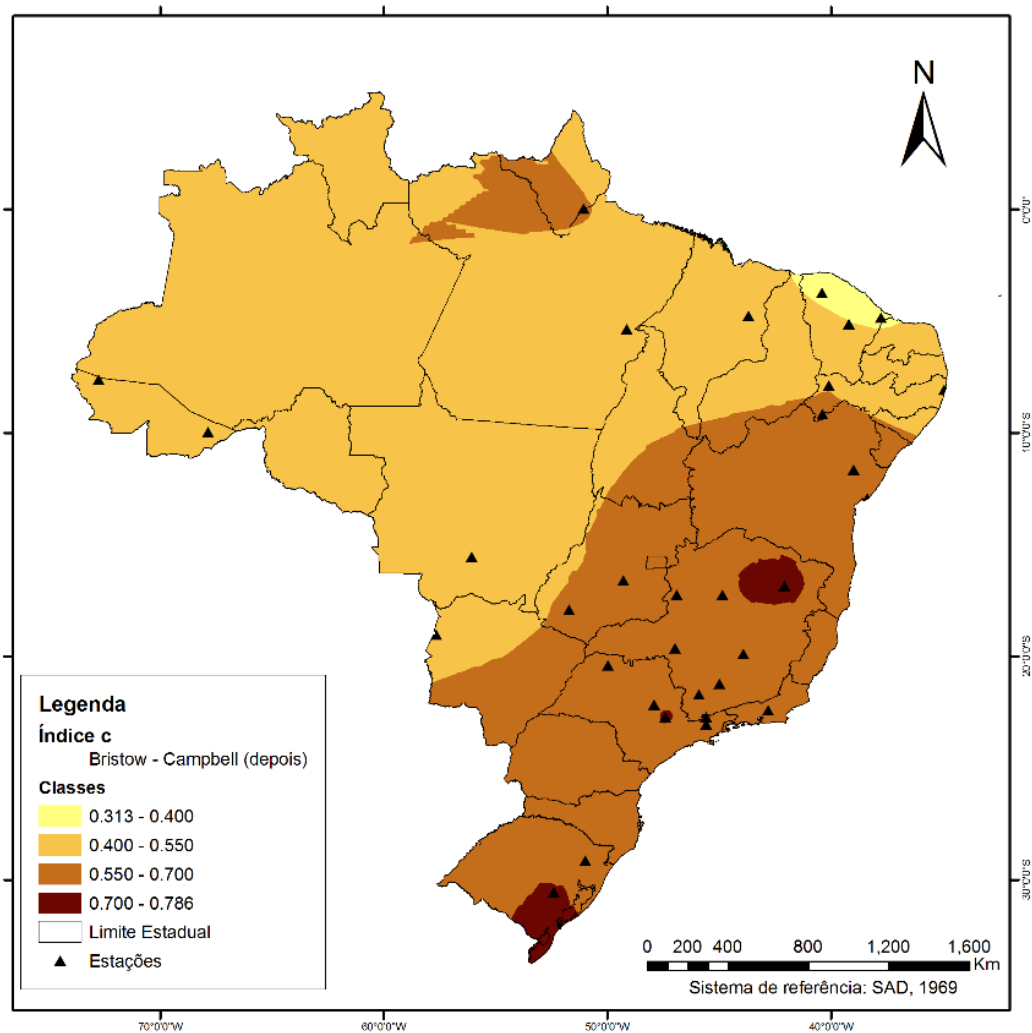 N
0°0'0"
10°0'0"S
20°0'0"S
30°0'0"S
Legenda
Índice c
Bristow - Campbell (depois)
Classes
0.313 - 0.400
0.400 - 0.550
0.550 - 0.700
0.700 - 0.786
Limite Estadual
Estações
0 200 400 800 1,200 1,600
Km
Sistema de referência: SAD, 1969
70°0'0"W 60°0'0"W 50°0'0"W 40°0'0"W